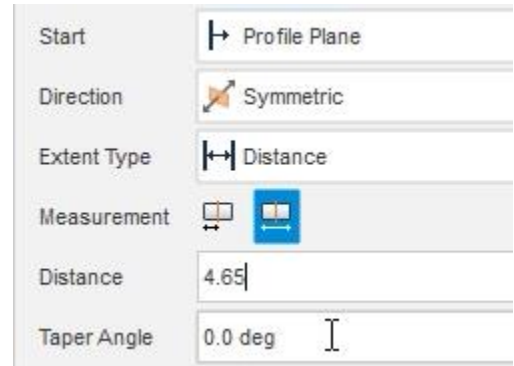 Start Profile Plane
Direction Symmetric
Extent Type Distance
Measurement
Distance 4.65
Taper Angle 0.0 deg